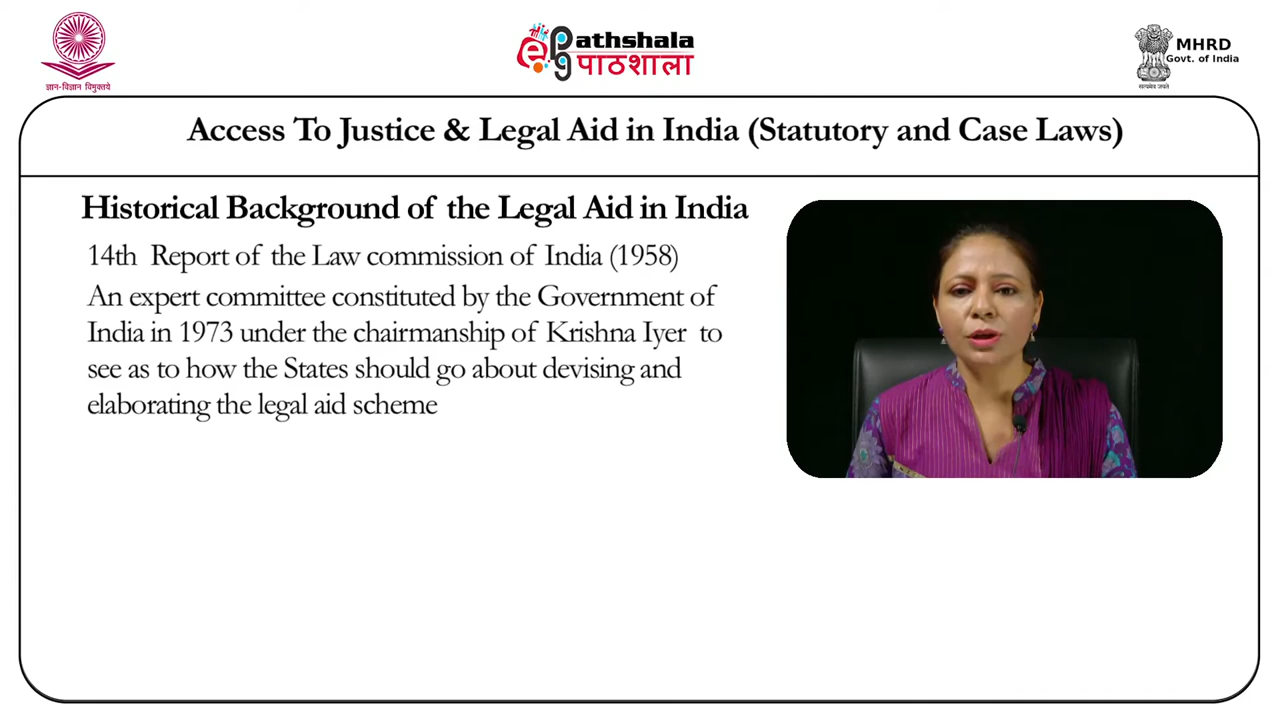 ज्ञान-विज्ञान विमुक्तये
epg Pathshala
पाठशाला
MHRD
Govt. of India
सत्यमेव जयते
Access To Justice & Legal Aid in India (Statutory and Case Laws)
Historical Background of the Legal Aid in India
14th Report of the Law commission of India (1958)
An expert committee constituted by the Government of
India in 1973 under the chairmanship of Krishna Iyer to
see as to how the States should go about devising and
elaborating the legal aid scheme